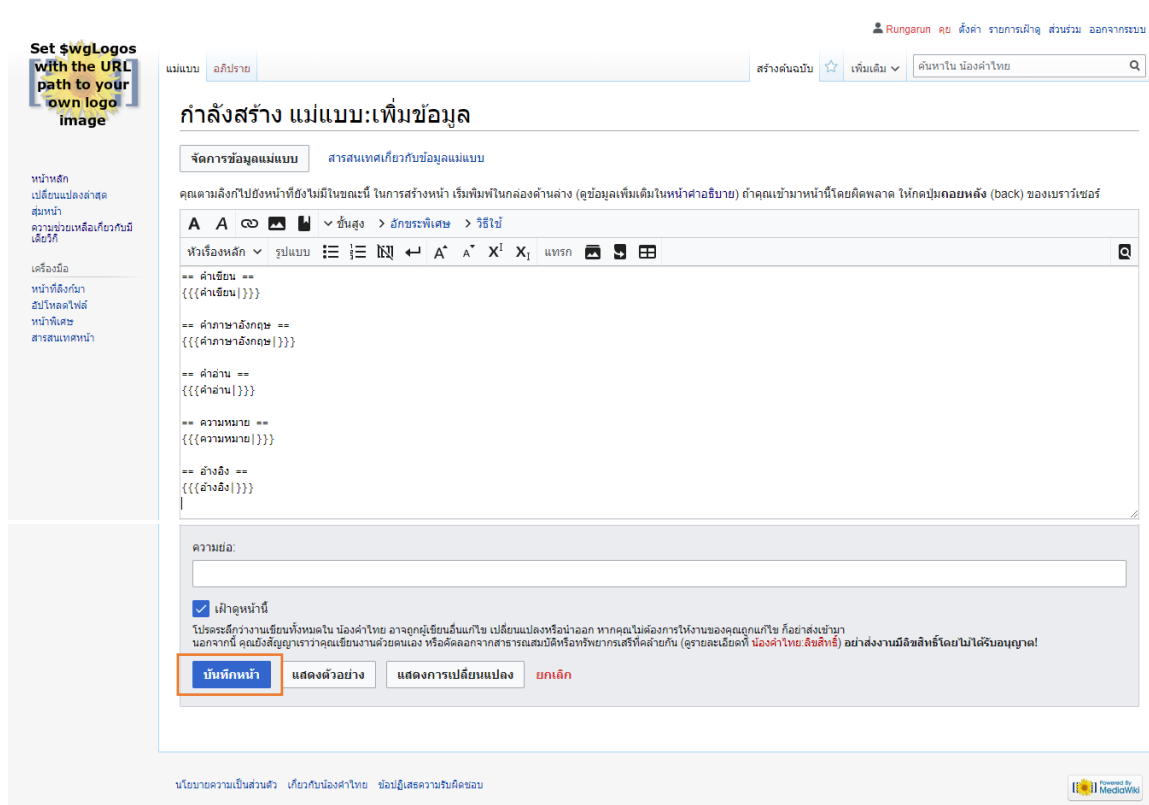 Set $wgLogos
with the URL
path to your
own logo
image
Rungarun คุย ตั้งค่า รายการเฝ้าดู ส่วนร่วม ออกจากระบบ
แม่แบบ อภิปราย สร้างต้นฉบับ เพิ่มเติม ค้นหาใน น้องคำไทย
กำลังสร้าง แม่แบบ:เพิ่มข้อมูล
จัดการข้อมูลแม่แบบ สารสนเทศเกี่ยวกับข้อมูลแม่แบบ
หน้าหลัก
เปลี่ยนแปลงล่าสุด
สุ่มหน้า
ความช่วยเหลือเกี่ยวกับมี
เดียวิกิ
เครื่องมือ
หน้าที่ลิงก์มา
อัปโหลดไฟล์
หน้าพิเศษ
สารสนเทศหน้า
คุณตามลิงก์ไปยังหน้าที่ยังไม่มีในขณะนี้ ในการสร้างหน้า เริ่มพิมพ์ในกล่องด้านล่าง (ดูข้อมูลเพิ่มเติมในหน้าคำอธิบาย) ถ้าคุณเข้ามาหน้านี้โดยผิดพลาด ให้กดปุ่มถอยหลัง (back) ของเบราว์เซอร์
A A ขั้นสูง อักขระพิเศษ วิธีใช้
หัวเรื่องหลัก รูปแบบ A A X X แทรก
== คำเขียน ==
{{{คำเขียน|}}}
== คำภาษาอังกฤษ ==
{{{คำภาษาอังกฤษ|}}}
== คำอ่าน ==
{{{คำอ่าน|}}}
== ความหมาย ==
{{{ความหมาย|}}}
== อ้างอิง ==
{{{อ้างอิง|}}}
ความย่อ:
เฝ้าดูหน้านี้
โปรดระลึกว่างานเขียนทั้งหมดใน น้องคำไทย อาจถูกผู้เขียนอื่นแก้ไข เปลี่ยนแปลงหรือนำออก หากคุณไม่ต้องการให้งานของคุณถูกแก้ไข ก็อย่าส่งเข้ามา
นอกจากนี้ คุณยังสัญญาเราว่าคุณเขียนงานด้วยตนเอง หรือคัดลอกจากสาธารณสมบัติหรือทรัพยากรเสรีที่คล้ายกัน (ดูรายละเอียดที่ น้องคำไทย:ลิขสิทธิ์) อย่าส่งงานมีลิขสิทธิ์โดยไม่ได้รับอนุญาต!
บันทึกหน้า แสดงตัวอย่าง แสดงการเปลี่ยนแปลง ยกเลิก
นโยบายความเป็นส่วนตัว เกี่ยวกับน้องคำไทย ข้อปฏิเสธความรับผิดชอบ
Powered By
MediaWiki